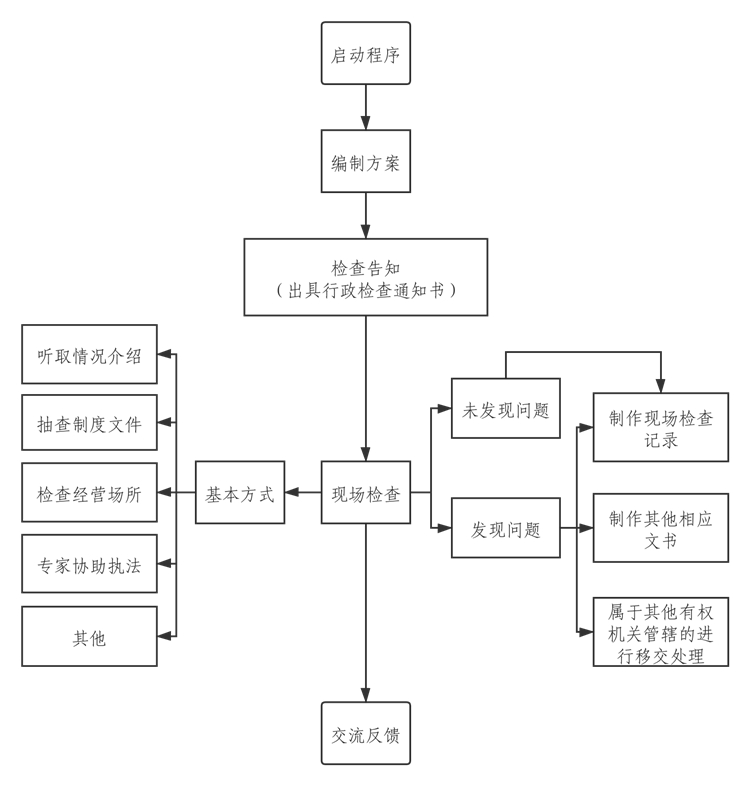 启动程序
编制方案
检查告知
（出具行政检查通知书）
听取情况介绍
抽查制度文件
检查经营场所
专家协助执法
其他
基本方式
现场检查
未发现问题
发现问题
制作现场检查
记录
制作其他相应
文书
属于其他有权
机关管辖的进
行移交处理
交流反馈